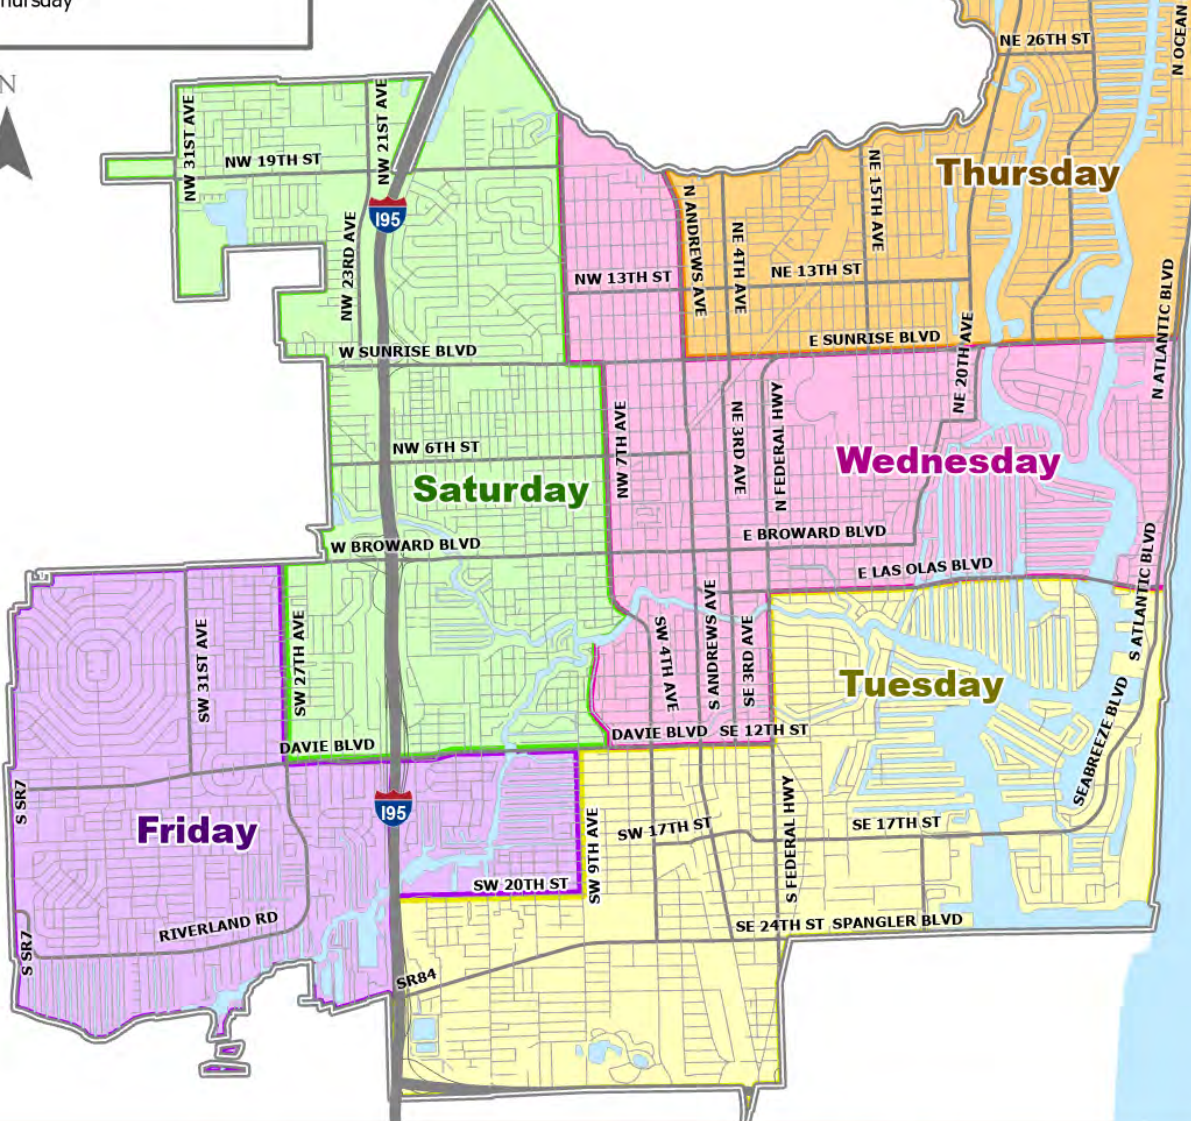 hursday
N
NE 26TH ST
N OCEAN
NW 31ST AVE
NW 21ST AVE
NW 19TH ST
NE 15TH AVE
Thursday
N ANDREWS AVE
I95
NW 23RD AVE
NE 4TH AVE
NW 13TH ST
NE 13TH ST
N ATLANTIC BLVD
W SUNRISE BLVD
E SUNRISE BLVD
NE 20TH AVE
NW 7TH AVE
NE 3RD AVE
N FEDERAL HWY
NW 6TH ST
Wednesday
Saturday
W BROWARD BLVD
E BROWARD BLVD
E LAS OLAS BLVD
S ATLANTIC BLVD
SW 31ST AVE
SW 27TH AVE
SW 4TH AVE
S ANDREWS AVE
SE 3RD AVE
Tuesday
DAVIE BLVD
DAVIE BLVD
SE 12TH ST
SEABREEZE BLVD
S SR7
I95
Friday
SW 9TH AVE
SW 17TH ST
S FEDERAL HWY
SE 17TH ST
SW 20TH ST
RIVERLAND RD
SE 24TH ST
SPANGLER BLVD
S SR7
SR84